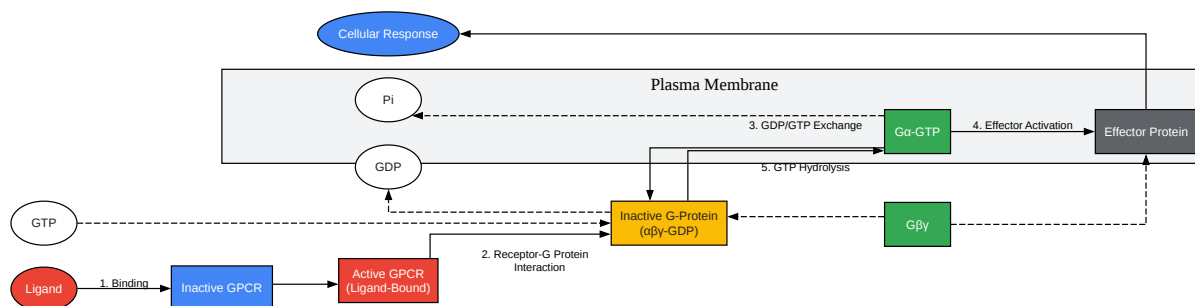 Cellular Response
Plasma Membrane
Pi
3. GDP/GTP Exchange
Gα-GTP
4. Effector Activation
Effector Protein
GDP
5. GTP Hydrolysis
GTP
Inactive G-Protein
(αβγ-GDP)
Gβγ
2. Receptor-G Protein
Interaction
Ligand
1. Binding
Inactive GPCR
Active GPCR
(Ligand-Bound)